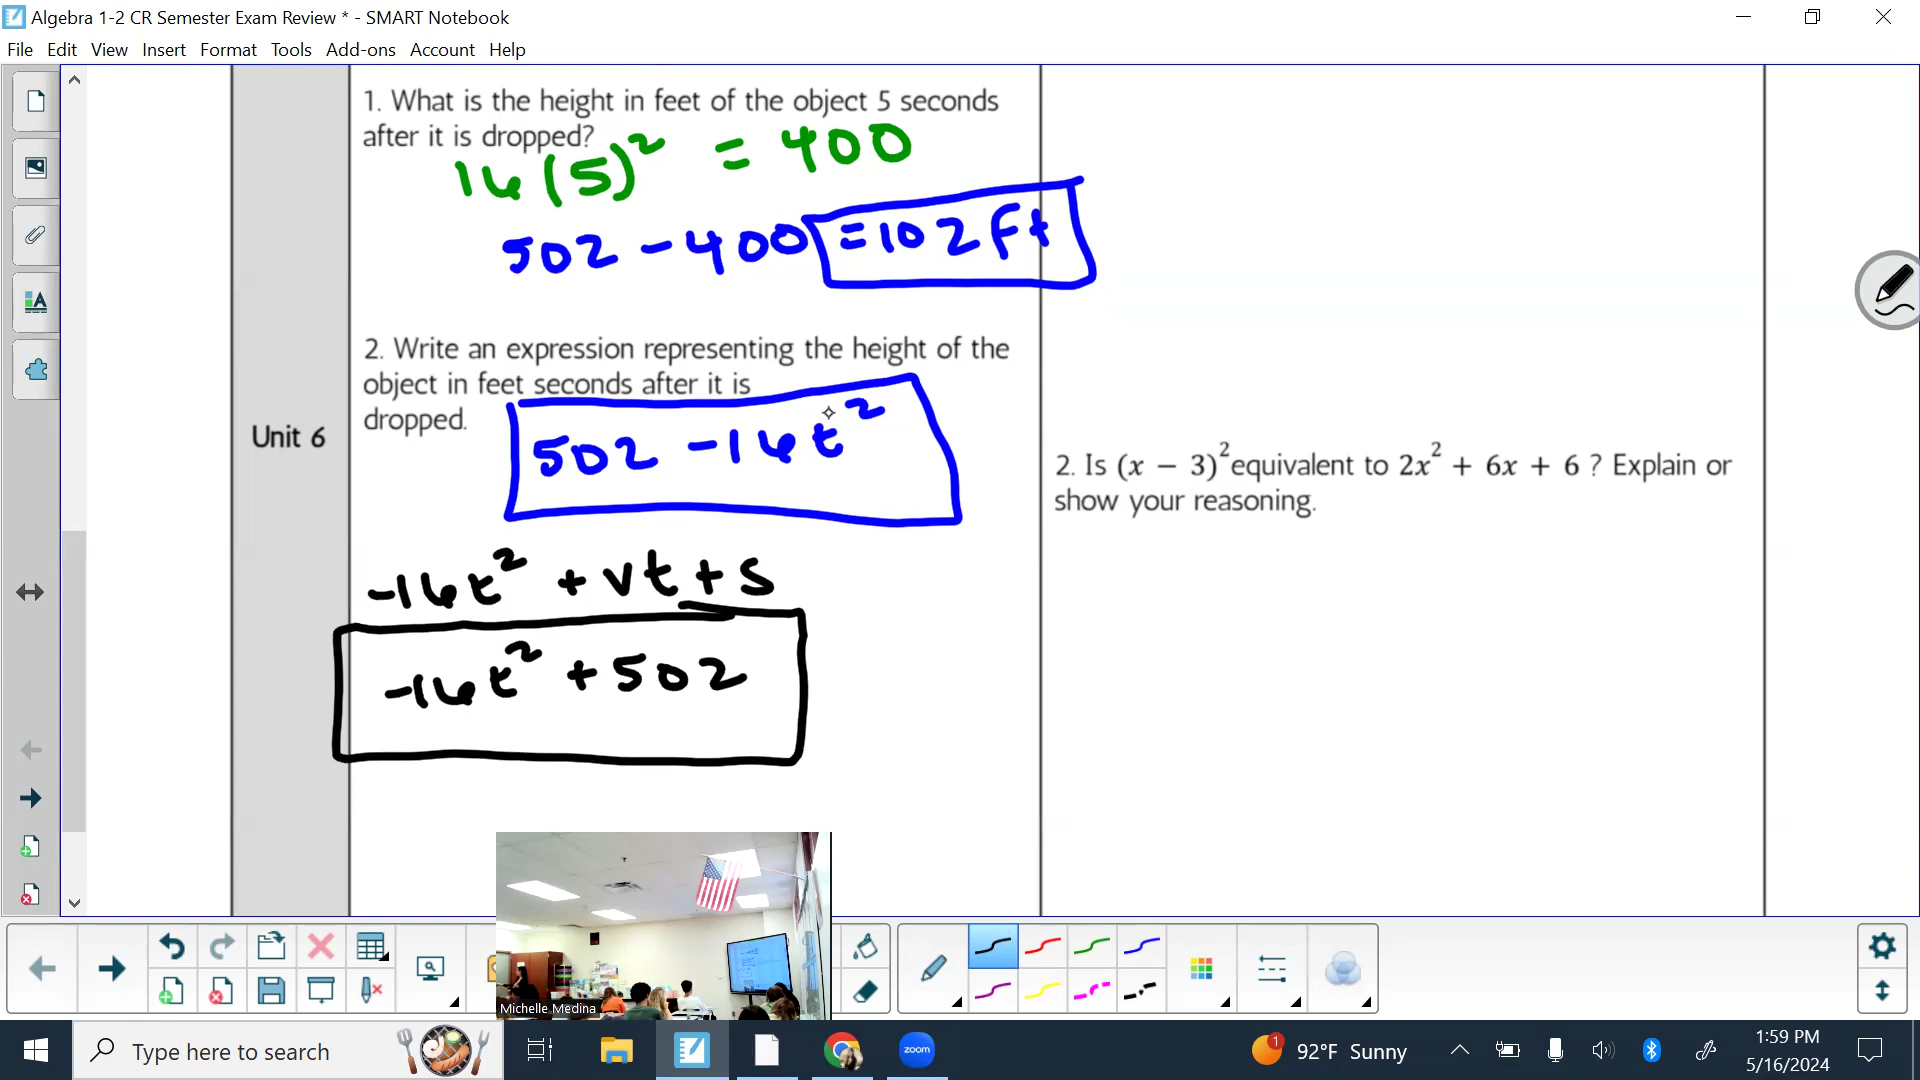 Algebra 1-2 CR Semester Exam Review * - SMART Notebook
File Edit View Insert Format Tools Add-ons Account Help
1. What is the height in feet of the object 5 seconds
after it is dropped?
16(5)² = 400
502 - 400 = 102 ft
2. Write an expression representing the height of the
object in feet seconds after it is
dropped.
502 - 16t²
Unit 6
-16t² + vt + s
-16t² + 502
2. Is (x − 3)² equivalent to 2x² + 6x + 6 ? Explain or
show your reasoning.
Michelle Medina
Type here to search
zoom
1
92°F Sunny
1:59 PM
5/16/2024